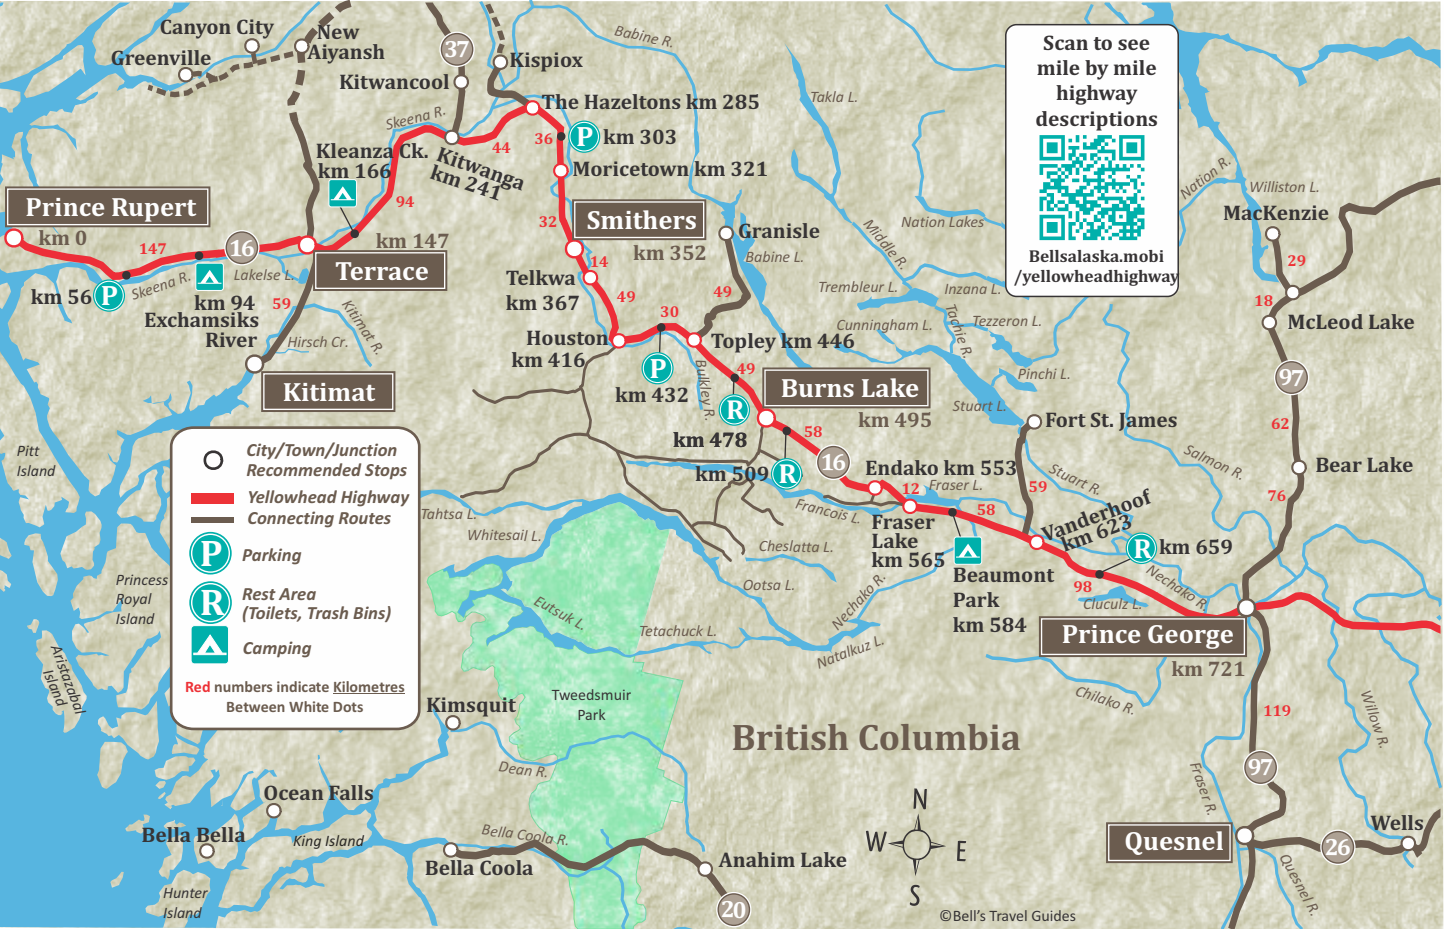 Canyon City
New
Aiyansh
Greenville
37
Kispiox
Kitwancool
Babine R.
Takla L.
Scan to see
mile by mile
highway
descriptions
Bellsalaska.mobi
/yellowheadhighway
The Hazeltons km 285
Skeena R.
36
P
km 303
44
Kitwanga
km 241
Kleanza Ck.
km 166
Moricetown km 321
94
Nation R.
Williston L.
MacKenzie
Prince Rupert
km 0
147
16
km 147
Terrace
32
Smithers
km 352
Granisle
Babine L.
Nation Lakes
Middle R.
29
14
Telkwa
km 367
49
49
30
Trembleur L.
Inzana L.
18
km 56
P
Skeena R.
km 94
Exchamsiks
River
Lakelse L.
59
Kitimat R.
Hirsch Cr.
Kitimat
Houston
km 416
Topley km 446
Cunningham L.
Tachie R.
Tezzeron L.
McLeod Lake
P
km 432
Bulkley R.
49
R
km 478
Burns Lake
km 495
Pinchi L.
Stuart L.
97
Fort St. James
62
58
16
km 509
R
Endako km 553
12
Fraser L.
Francois L.
59
Stuart R.
Salmon R.
Bear Lake
76
Pitt
Island
City/Town/Junction
Recommended Stops
Yellowhead Highway
Connecting Routes
P
Parking
R
Rest Area
(Toilets, Trash Bins)
Camping
Red numbers indicate Kilometres
Between White Dots
Tahtsa L.
Whitesail L.
Cheslatta L.
Ootsa L.
Fraser
Lake
km 565
58
Vanderhoof
km 623
R
km 659
Beaumont
Park
km 584
98
Cluculz L.
Nechako R.
Nechako R.
Prince George
km 721
Princess
Royal
Island
Eutsuk L.
Tetachuck L.
Natalkuz L.
Aristazabal
Island
Tweedsmuir
Park
Kimsquit
Chilako R.
Willow R.
119
British Columbia
Dean R.
97
Fraser R.
Ocean Falls
Bella Bella
King Island
Bella Coola R.
Bella Coola
Anahim Lake
20
Hunter
Island
N
W
E
S
Quesnel
26
Wells
Quesnel R.
©Bell's Travel Guides